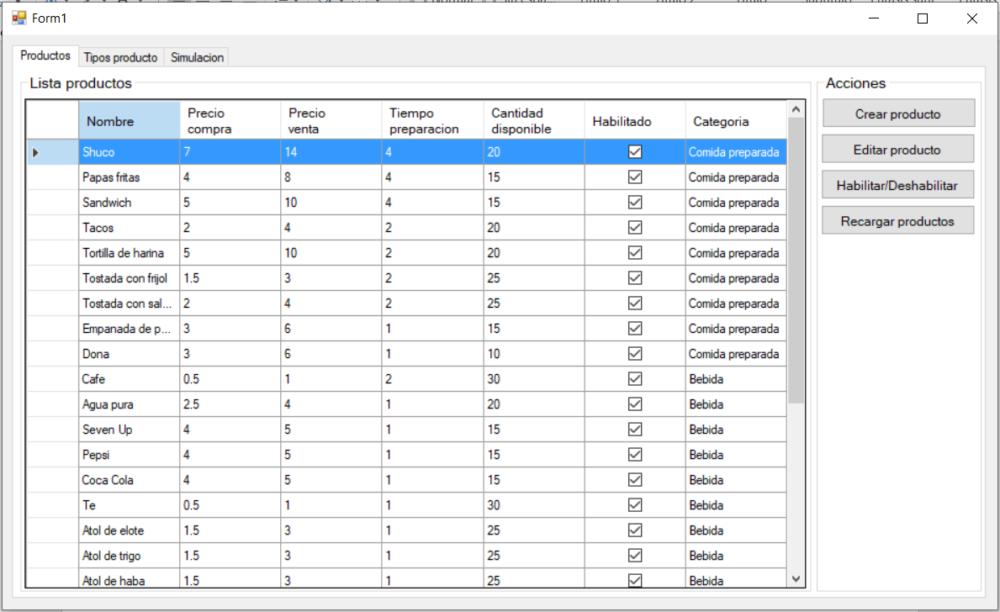 Form1
Productos Tipos producto Simulacion
Lista productos
Nombre Precio compra Precio venta Tiempo preparacion Cantidad disponible Habilitado Categoria
Shuco 7 14 4 20 Comida preparada
Papas fritas 4 8 4 15 Comida preparada
Sandwich 5 10 4 15 Comida preparada
Tacos 2 4 2 20 Comida preparada
Tortilla de harina 5 10 2 20 Comida preparada
Tostada con frijol 1.5 3 2 25 Comida preparada
Tostada con sal... 2 4 2 25 Comida preparada
Empanada de p... 3 6 1 15 Comida preparada
Dona 3 6 1 10 Comida preparada
Cafe 0.5 1 2 30 Bebida
Agua pura 2.5 4 1 20 Bebida
Seven Up 4 5 1 15 Bebida
Pepsi 4 5 1 15 Bebida
Coca Cola 4 5 1 15 Bebida
Te 0.5 1 1 30 Bebida
Atol de elote 1.5 3 1 25 Bebida
Atol de trigo 1.5 3 1 25 Bebida
Atol de haba 1.5 3 1 25 Bebida
Acciones
Crear producto
Editar producto
Habilitar/Deshabilitar
Recargar productos